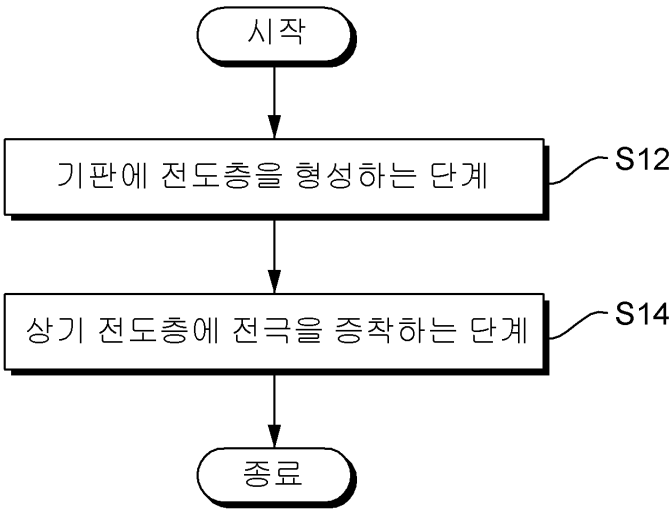 시작
기판에 전도층을 형성하는 단계
S12
상기 전도층에 전극을 증착하는 단계
S14
종료